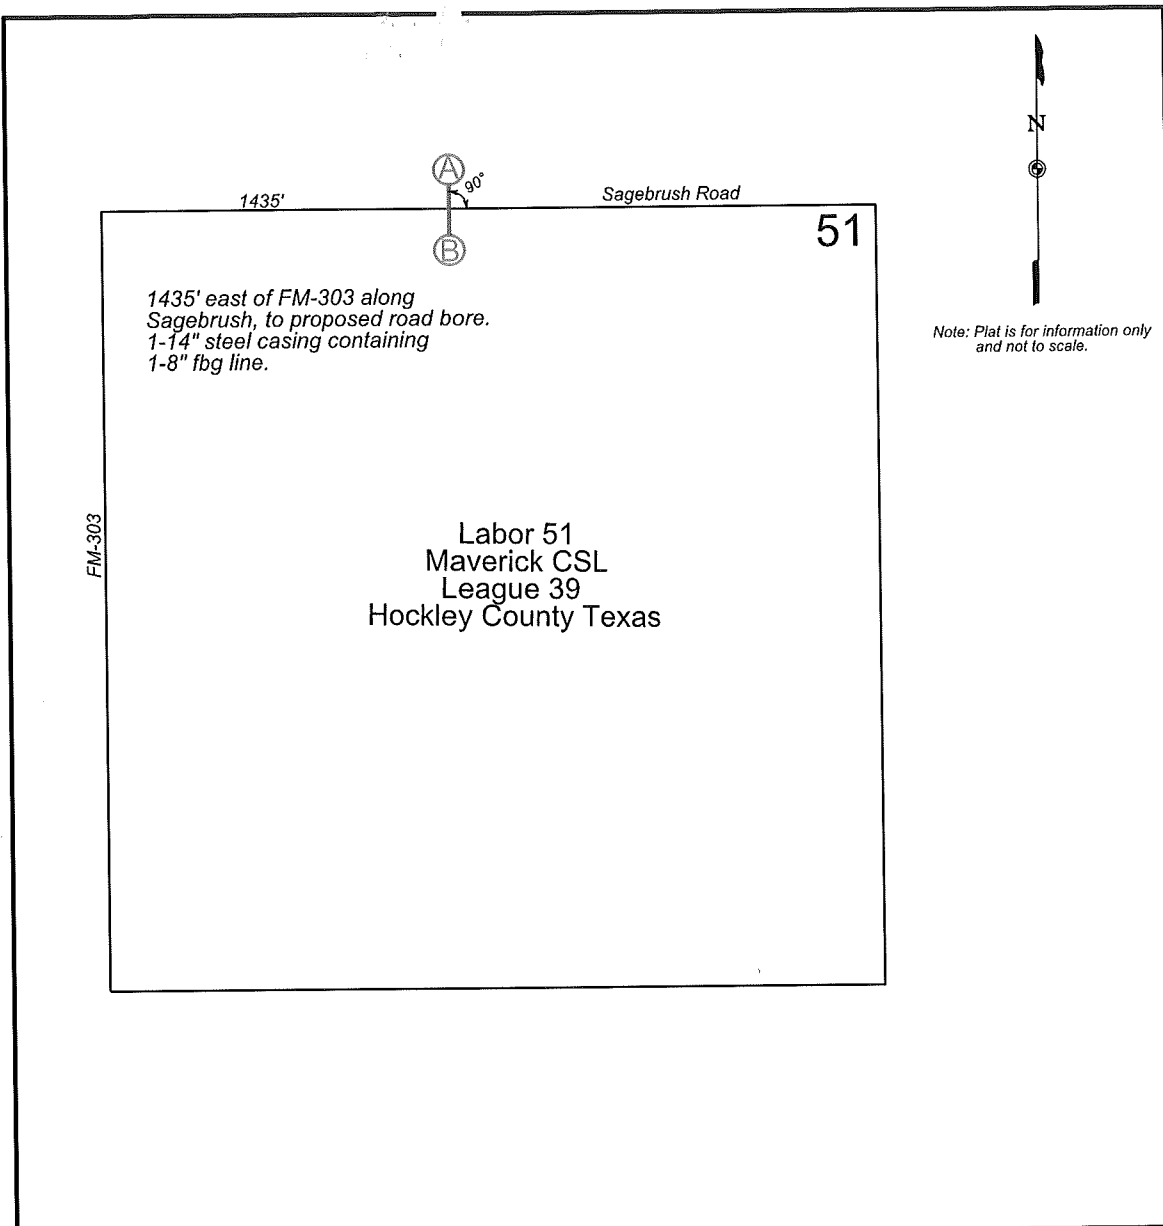 N
A
90°
1435'
Sagebrush Road
51
B
1435' east of FM-303 along
Sagebrush, to proposed road bore.
1-14" steel casing containing
1-8" fbg line.
Note: Plat is for information only
and not to scale.
FM-303
Labor 51
Maverick CSL
League 39
Hockley County Texas